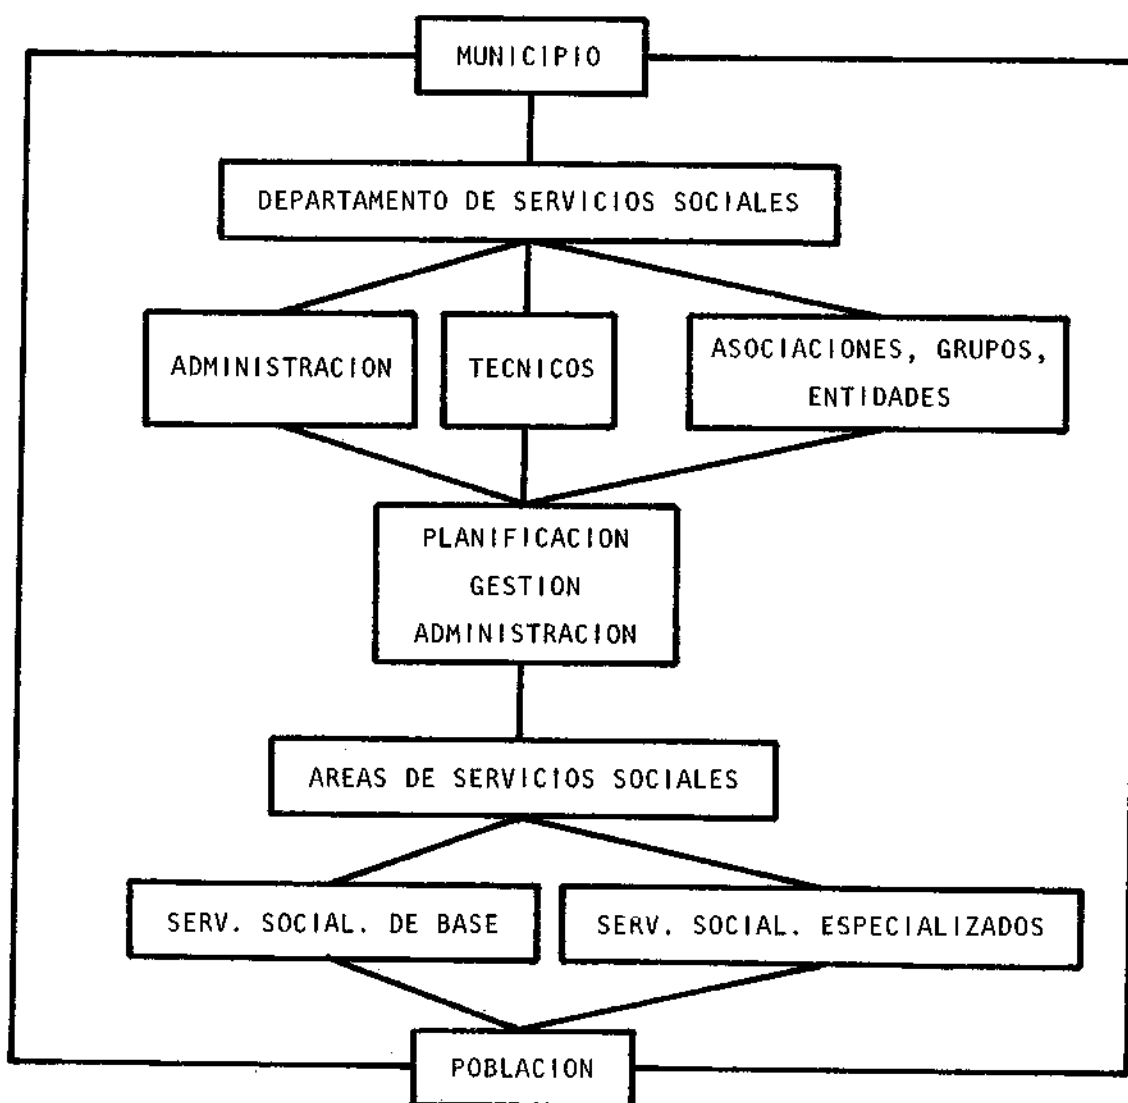 MUNICIPIO
DEPARTAMENTO DE SERVICIOS SOCIALES
ADMINISTRACION
TECNICOS
ASOCIACIONES, GRUPOS,
ENTIDADES
PLANIFICACION
GESTION
ADMINISTRACION
AREAS DE SERVICIOS SOCIALES
SERV. SOCIAL. DE BASE
SERV. SOCIAL. ESPECIALIZADOS
POBLACION